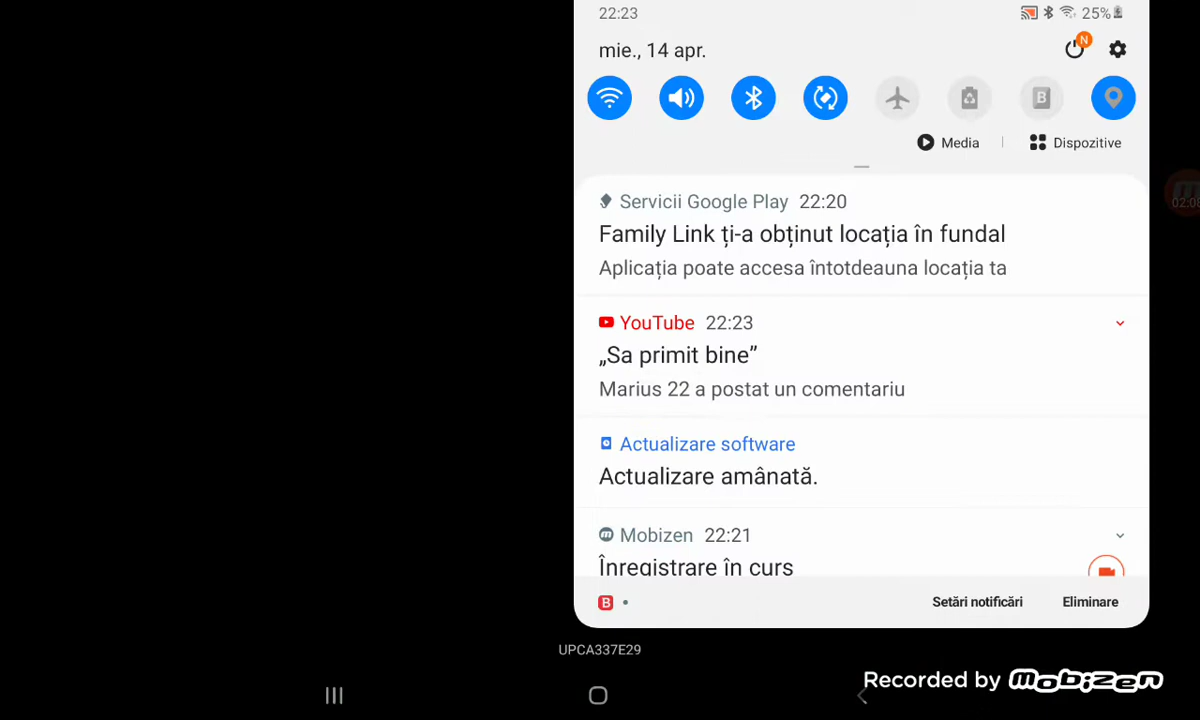 22:23
25%
mie., 14 apr.
N
B
Media
Dispozitive
Servicii Google Play 22:20
Family Link ți-a obținut locația în fundal
Aplicația poate accesa întotdeauna locația ta
YouTube 22:23
„Sa primit bine”
Marius 22 a postat un comentariu
Actualizare software
Actualizare amânată.
Mobizen 22:21
Înregistrare în curs
B
Setări notificări
Eliminare
UPCA337E29
Recorded by mobizen